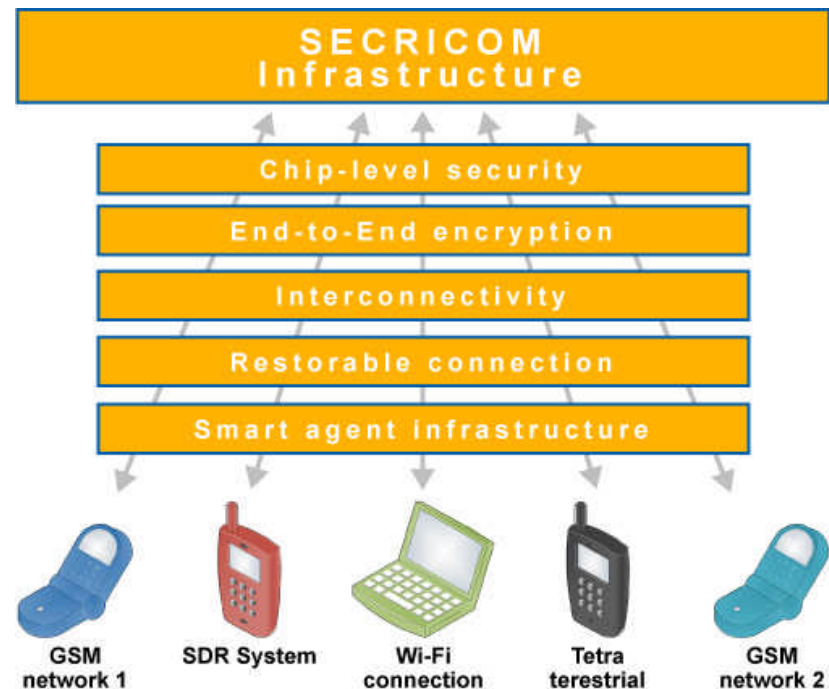 SECRICOM
Infrastructure
Chip-level security
End-to-End encryption
Interconnectivity
Restorable connection
Smart agent infrastructure
GSM
network 1
SDR System
Wi-Fi
connection
Tetra
terestrial
GSM
network 2